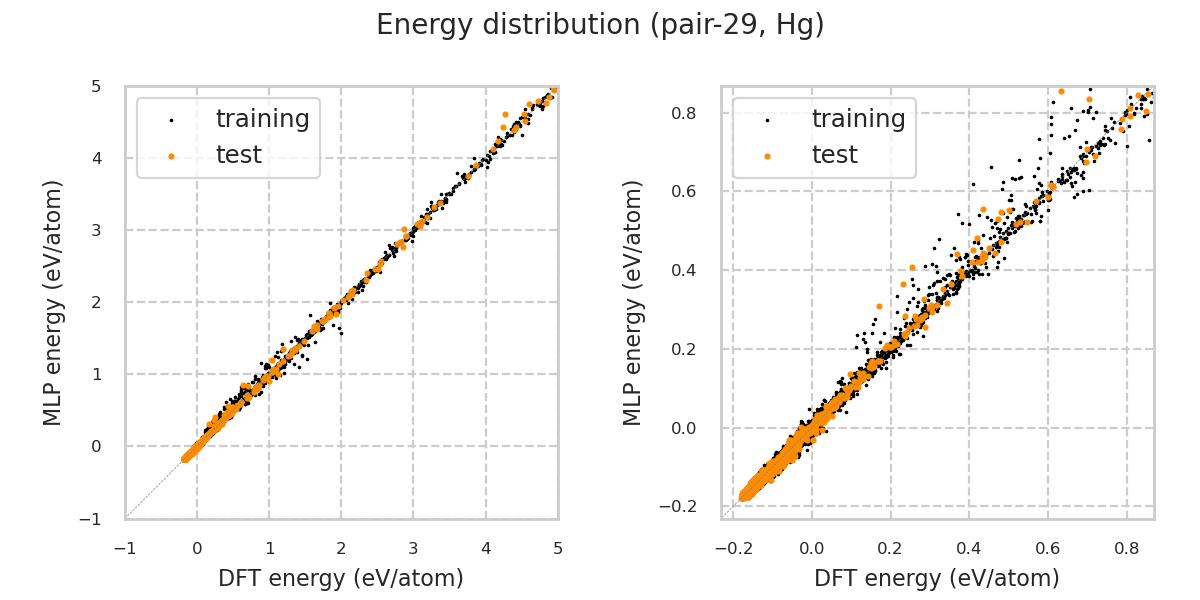 Energy distribution (pair-29, Hg)
MLP energy (eV/atom)
5
4
3
2
1
0
−1
training
test
−1
0
1
2
3
4
5
DFT energy (eV/atom)
MLP energy (eV/atom)
0.8
0.6
0.4
0.2
0.0
−0.2
training
test
−0.2
0.0
0.2
0.4
0.6
0.8
DFT energy (eV/atom)